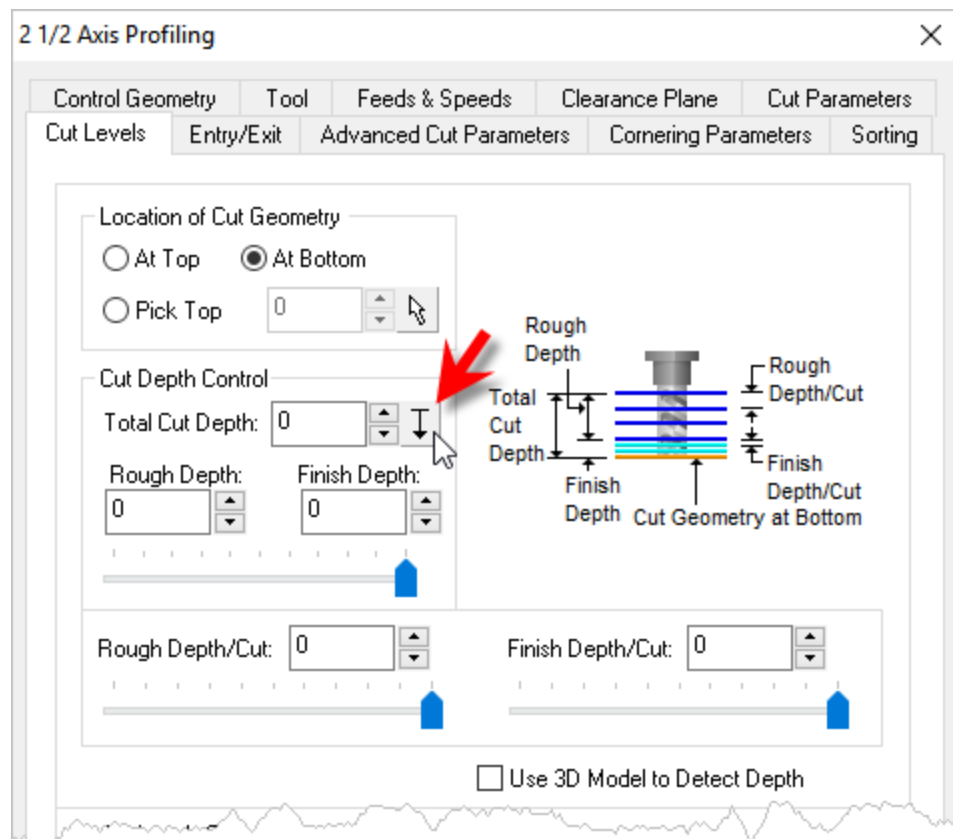 2 1/2 Axis Profiling
Control Geometry Tool Feeds & Speeds Clearance Plane Cut Parameters
Cut Levels Entry/Exit Advanced Cut Parameters Cornering Parameters Sorting
Location of Cut Geometry
At Top At Bottom
Pick Top 0
Cut Depth Control
Total Cut Depth: 0
Rough Depth: Finish Depth:
0 0
Rough
Depth
Total
Cut
Depth
Rough
Depth/Cut
Finish
Depth
Finish
Depth/Cut
Cut Geometry at Bottom
Rough Depth/Cut: 0 Finish Depth/Cut: 0
Use 3D Model to Detect Depth